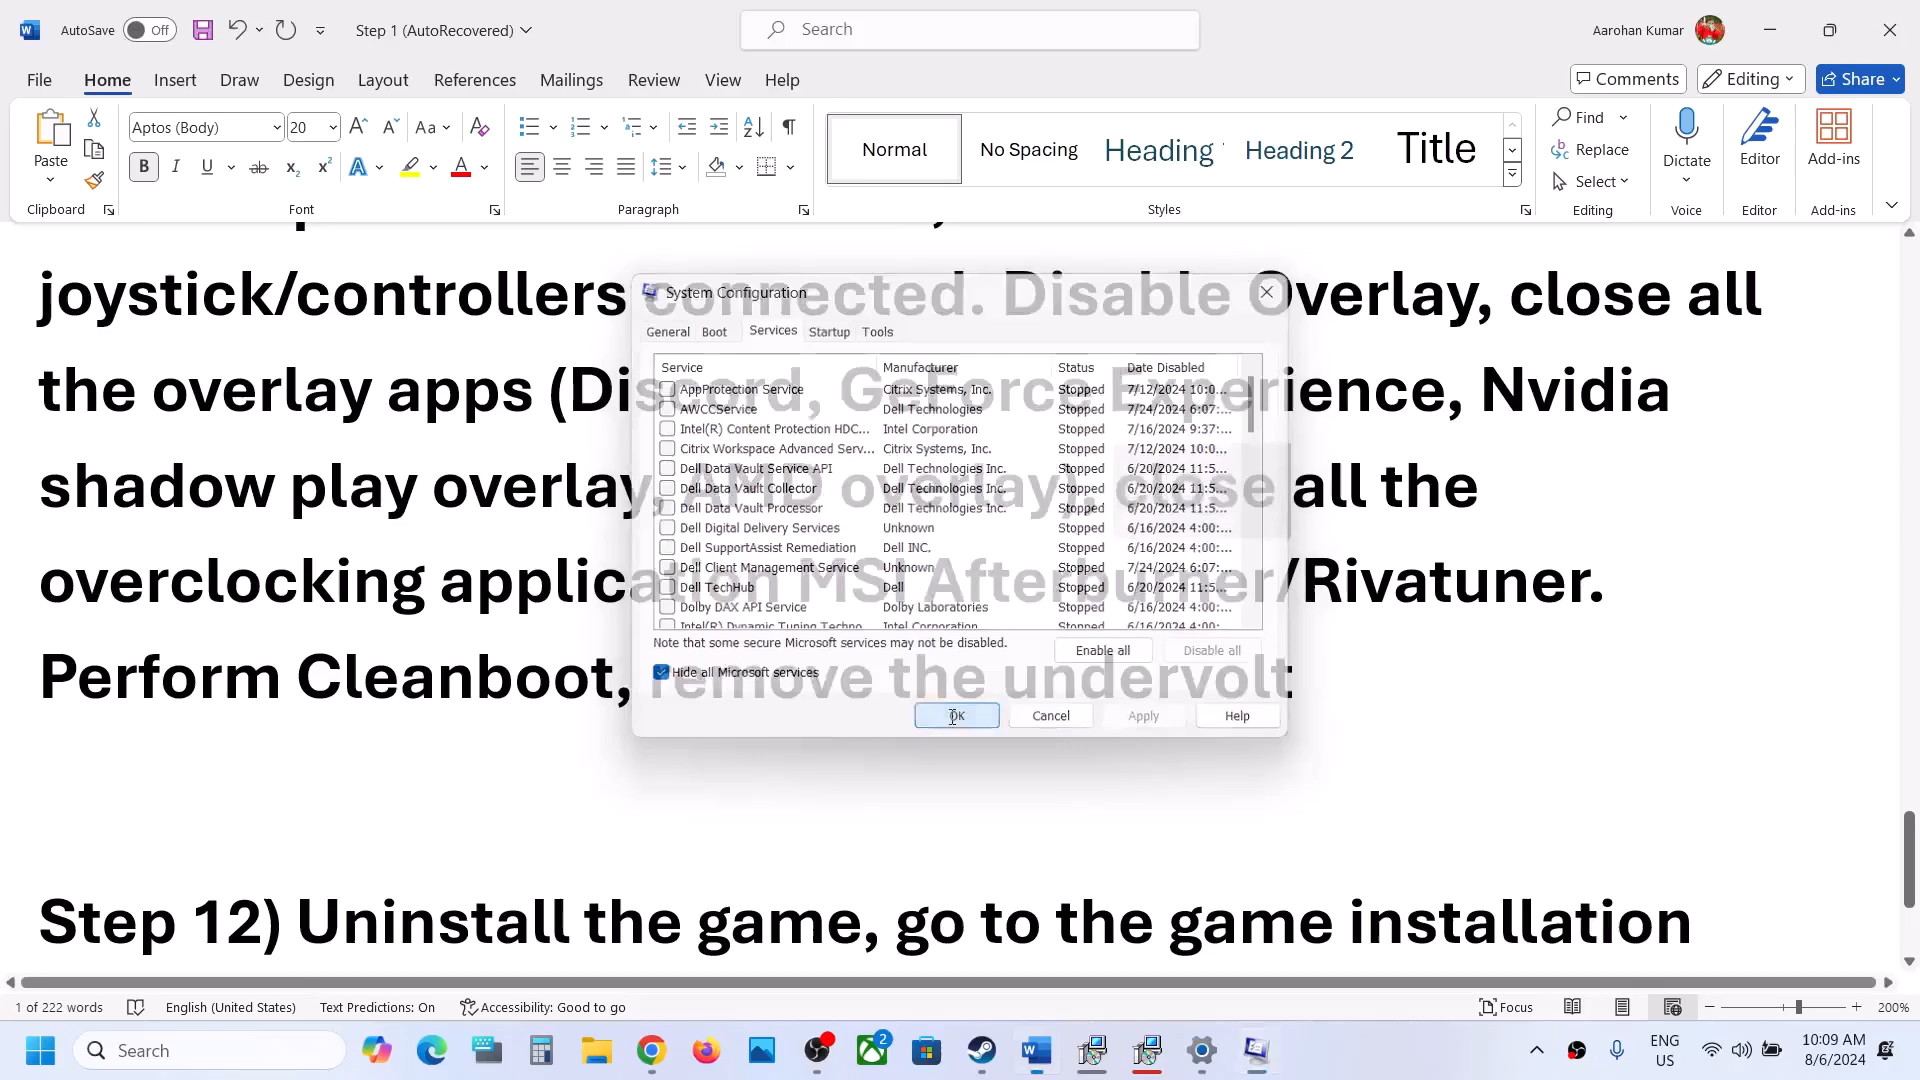 AutoSave Off Step 1 (AutoRecovered) Search Aarohan Kumar
File Home Insert Draw Design Layout References Mailings Review View Help Comments Editing Share
Aptos (Body) 20 Aa Normal No Spacing Heading Heading 2 Title Find
Paste Replace Dictate Editor Add-ins
B I U ab x₂ x² A A Select
Clipboard Font Paragraph Styles Editing Voice Editor Add-ins
joystick/controllers connected. Disable Overlay, close all
the overlay apps (Discord, GeForce Experience, Nvidia
shadow play overlay, AMD overlay), close all the
overclocking application MSI Afterburner/Rivatuner.
Perform Cleanboot, remove the undervolt
Step 12) Uninstall the game, go to the game installation
System Configuration
General Boot Services Startup Tools
Service Manufacturer Status Date Disabled
AppProtection Service Citrix Systems, Inc. Stopped 7/12/2024 10:0...
AWCCService Dell Technologies Stopped 7/24/2024 6:07:...
Intel(R) Content Protection HDC... Intel Corporation Stopped 7/16/2024 9:37:...
Citrix Workspace Advanced Serv... Citrix Systems, Inc. Stopped 7/12/2024 10:0...
Dell Data Vault Service API Dell Technologies Inc. Stopped 6/20/2024 11:5...
Dell Data Vault Collector Dell Technologies Inc. Stopped 6/20/2024 11:5...
Dell Data Vault Processor Dell Technologies Inc. Stopped 6/20/2024 11:5...
Dell Digital Delivery Services Unknown Stopped 6/16/2024 4:00:...
Dell SupportAssist Remediation Dell INC. Stopped 6/16/2024 4:00:...
Dell Client Management Service Unknown Stopped 7/24/2024 6:07:...
Dell TechHub Dell Stopped 6/20/2024 11:5...
Dolby DAX API Service Dolby Laboratories Stopped 6/16/2024 4:00:...
Intel(R) Dynamic Tuning Techno... Intel Corporation Stopped 6/16/2024 4:00:...
Note that some secure Microsoft services may not be disabled. Enable all Disable all
Hide all Microsoft services
OK Cancel Apply Help
1 of 222 words English (United States) Text Predictions: On Accessibility: Good to go Focus 200%
Search 2 ENG US 10:09 AM 8/6/2024